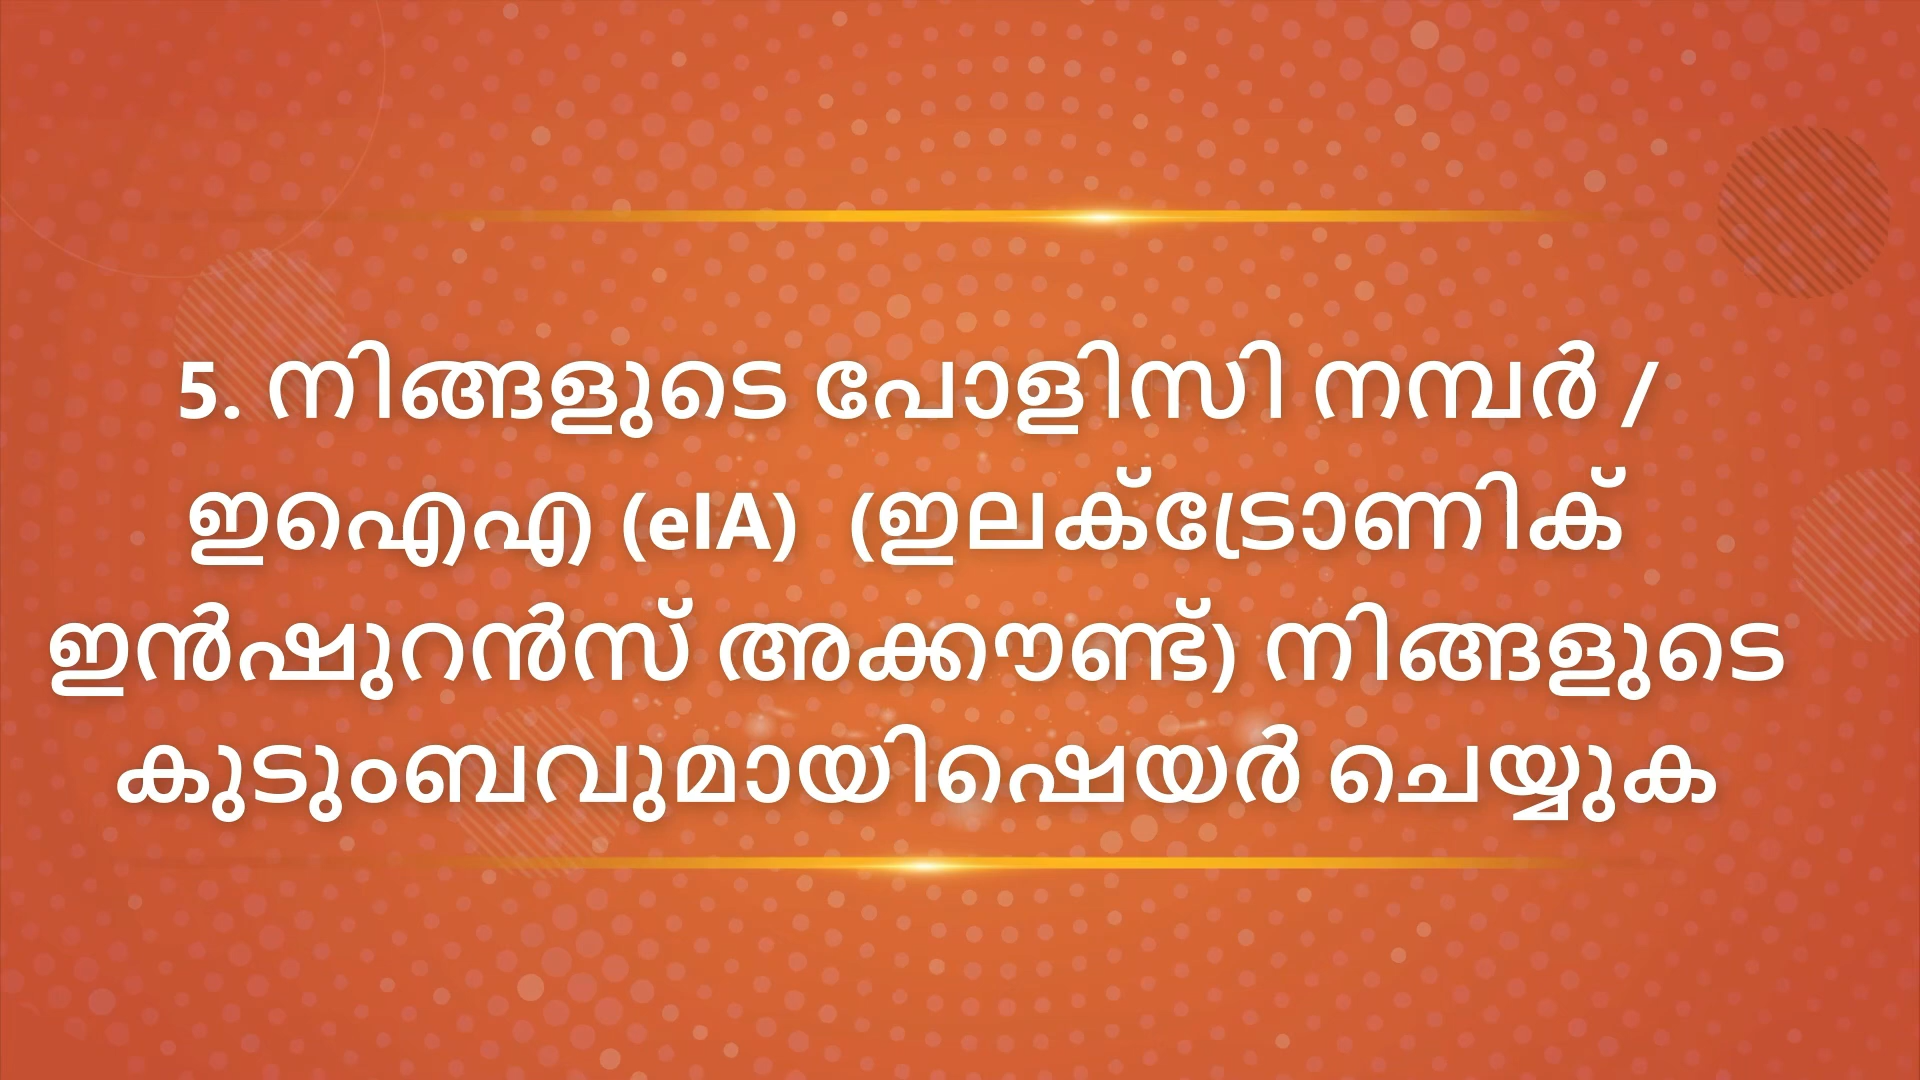 5. നിങ്ങളുടെ പോളിസി നമ്പർ /
ഇഐഎ (eIA) (ഇലക്ട്രോണിക്
ഇൻഷുറൻസ് അക്കൗണ്ട്) നിങ്ങളുടെ
കുടുംബവുമായിഷെയർ ചെയ്യുക